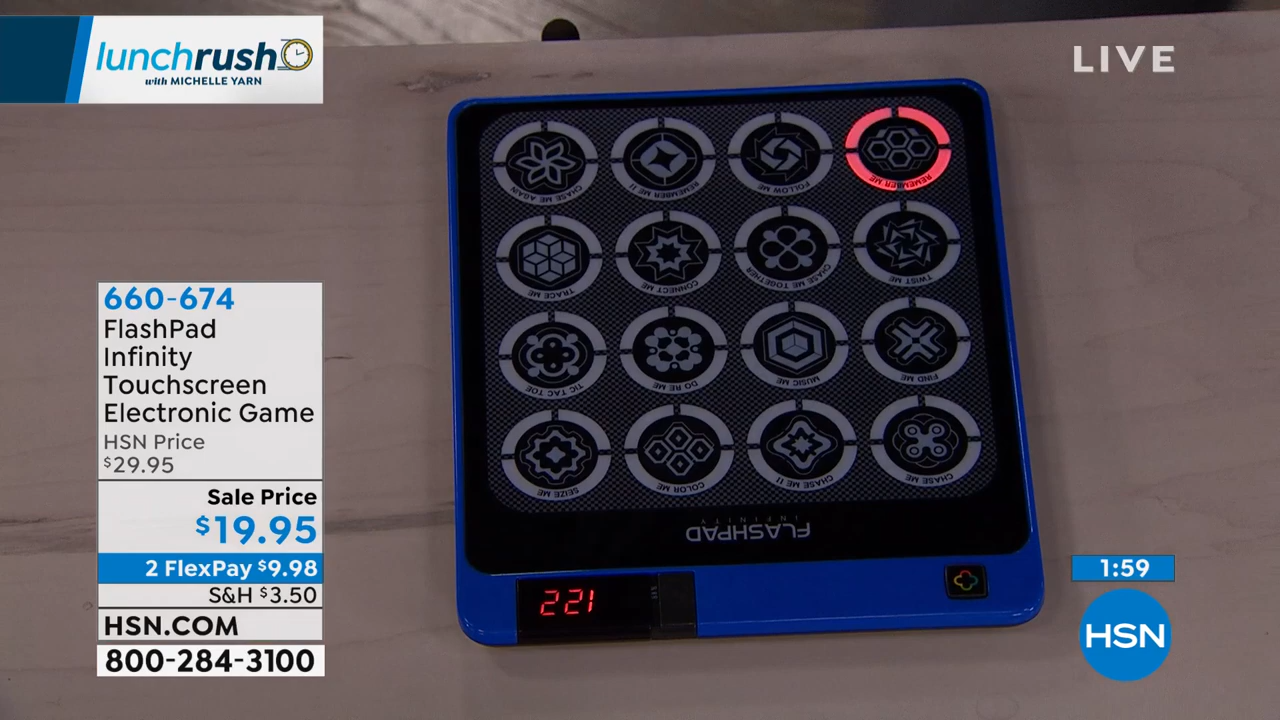 lunchrush
with MICHELLE YARN
LIVE
660-674
FlashPad
Infinity
Touchscreen
Electronic Game
HSN Price
$29.95
Sale Price
$19.95
2 FlexPay $9.98
S&H $3.50
HSN.COM
800-284-3100
CHASE ME AGAIN
REMEMBER ME II
FOLLOW ME
REMEMBER ME
TRACE ME
CONNECT ME
CHASE ME TOGETHER
TWIST ME
TIC TAC TOE
DO RE ME
MUSIC ME
FIND ME
SEIZE ME
COLOR ME
CHASE ME II
CHASE ME
FLASHPAD
INFINITY
221
1:59
HSN